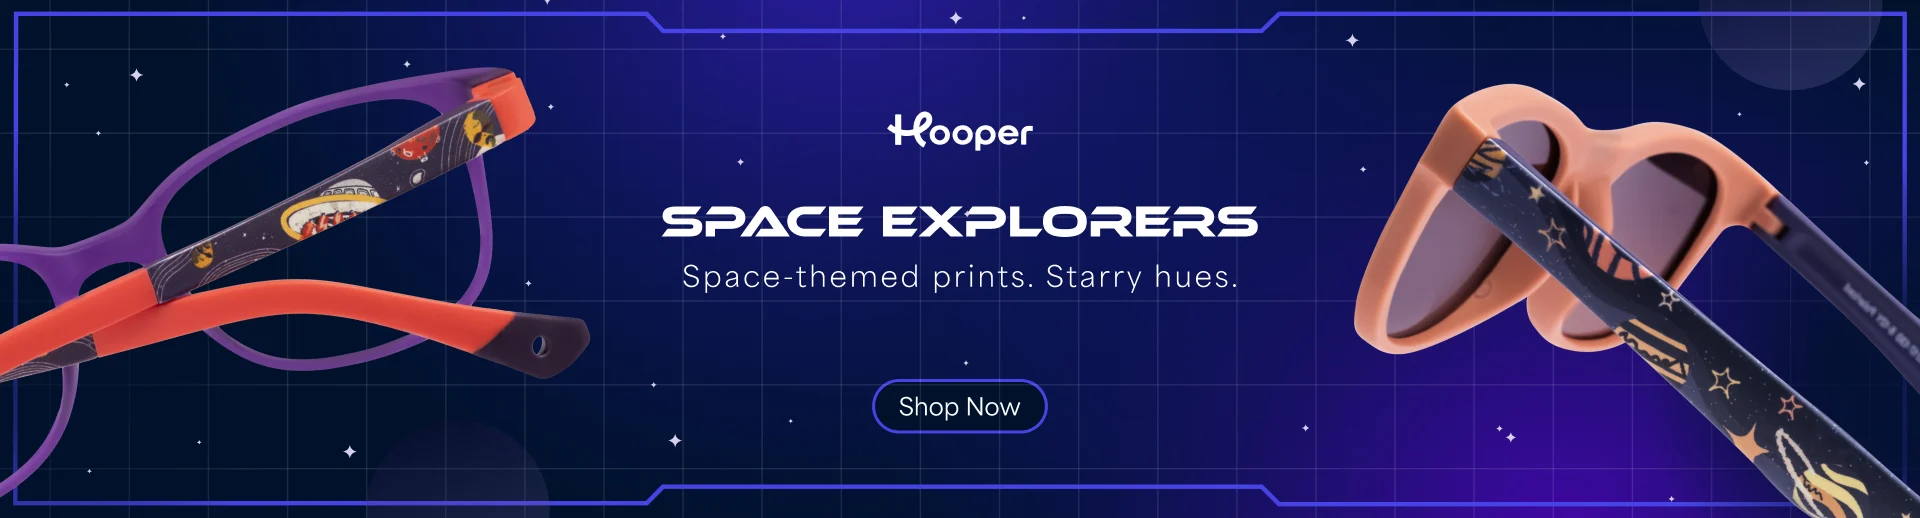 Hooper
SPACE EXPLORERS
Space-themed prints. Starry hues.
Shop Now